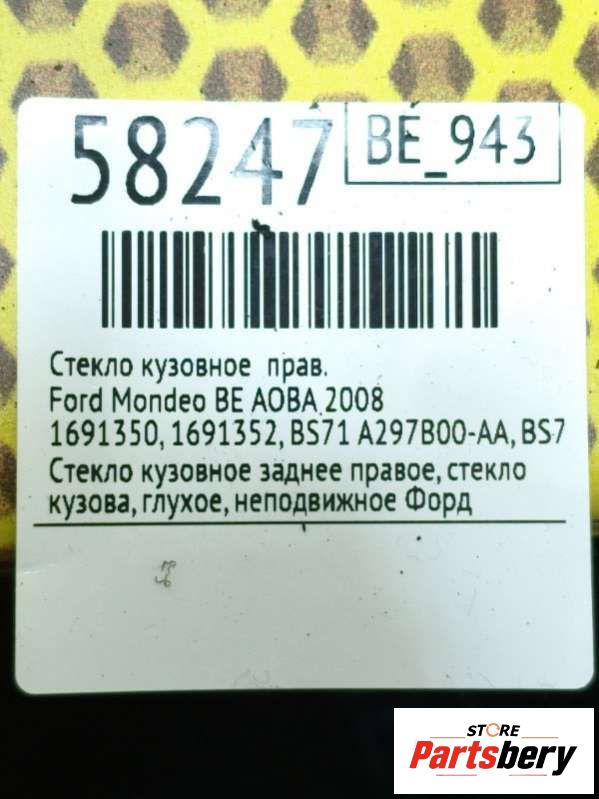 58247 BE_943
Стекло кузовное прав.
Ford Mondeo BE AOBA 2008
1691350, 1691352, BS71 A297B00-AA, BS7
Стекло кузовное заднее правое, стекло
кузова, глухое, неподвижное Форд
STORE
Partsbery